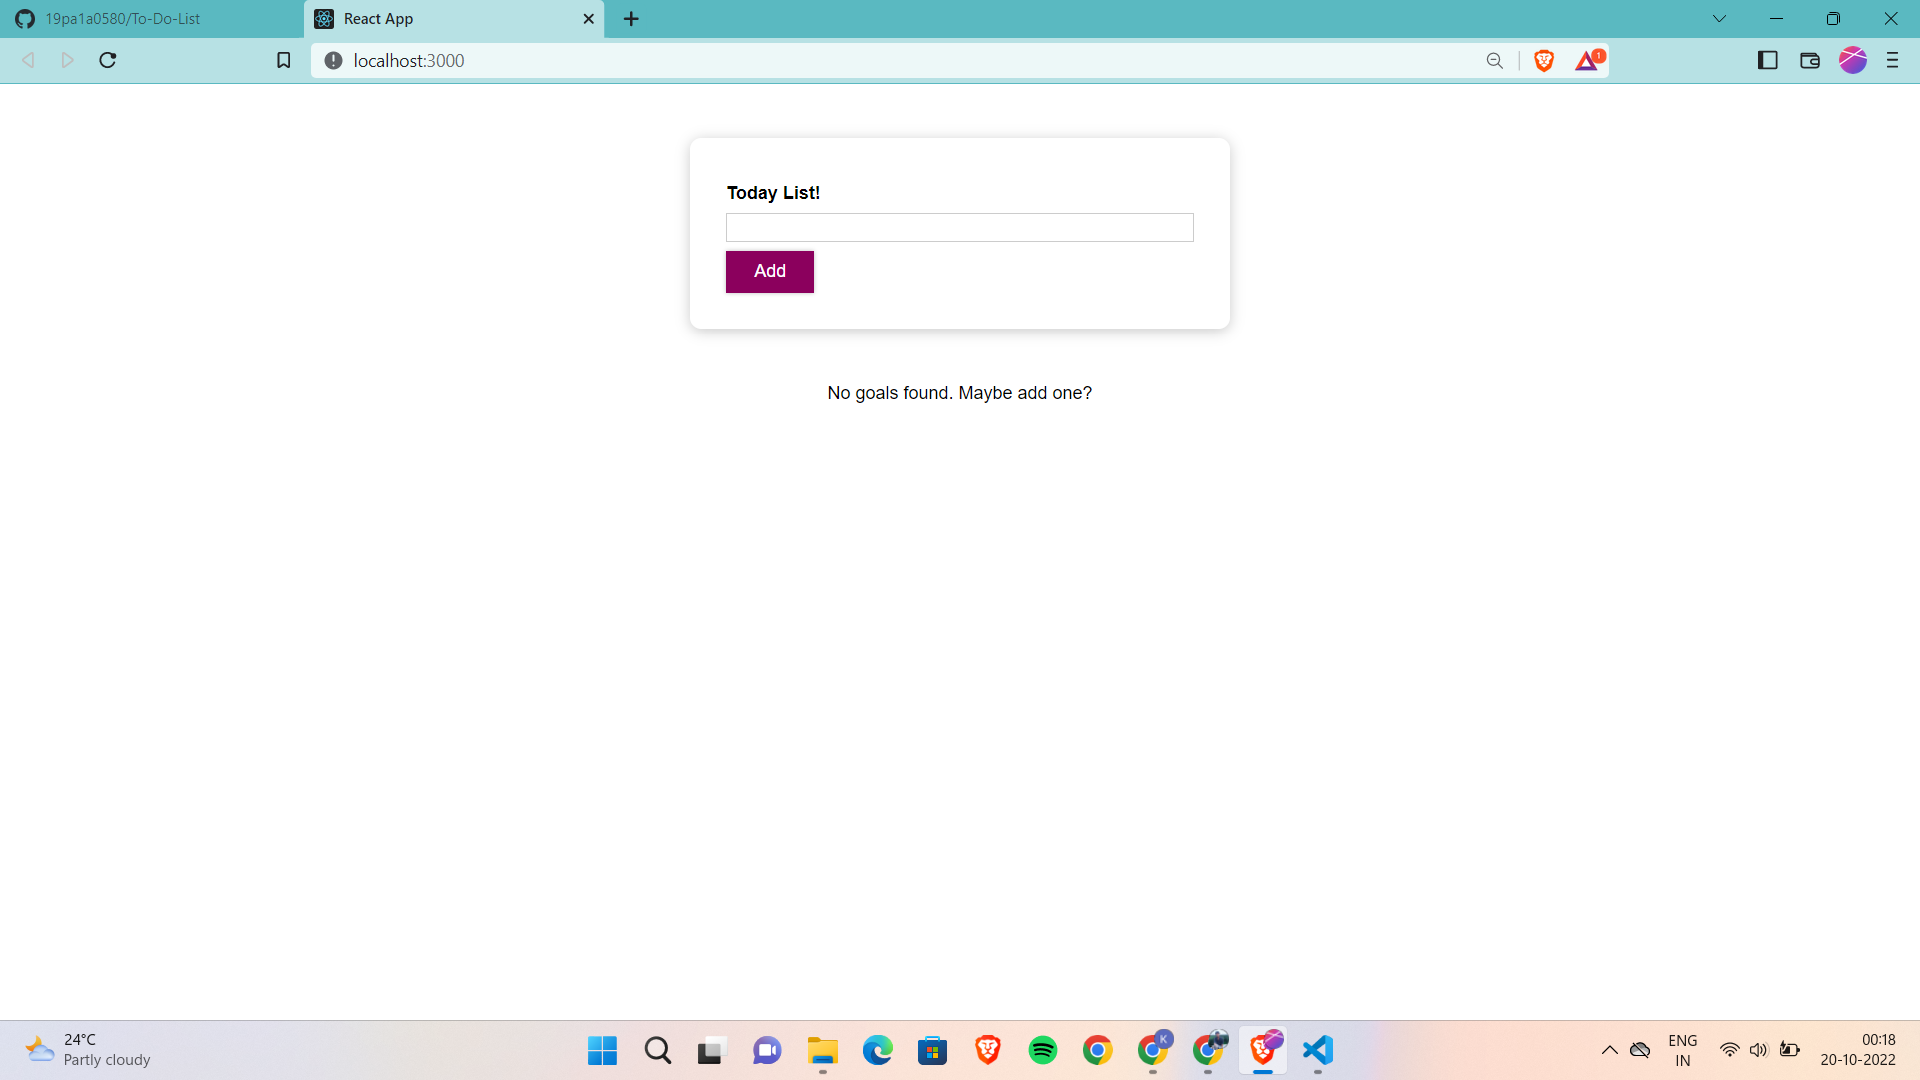 19pa1a0580/To-Do-List
React App
localhost:3000
1
Today List!
Add
No goals found. Maybe add one?
24°C
Partly cloudy
K
ENG
IN
00:18
20-10-2022